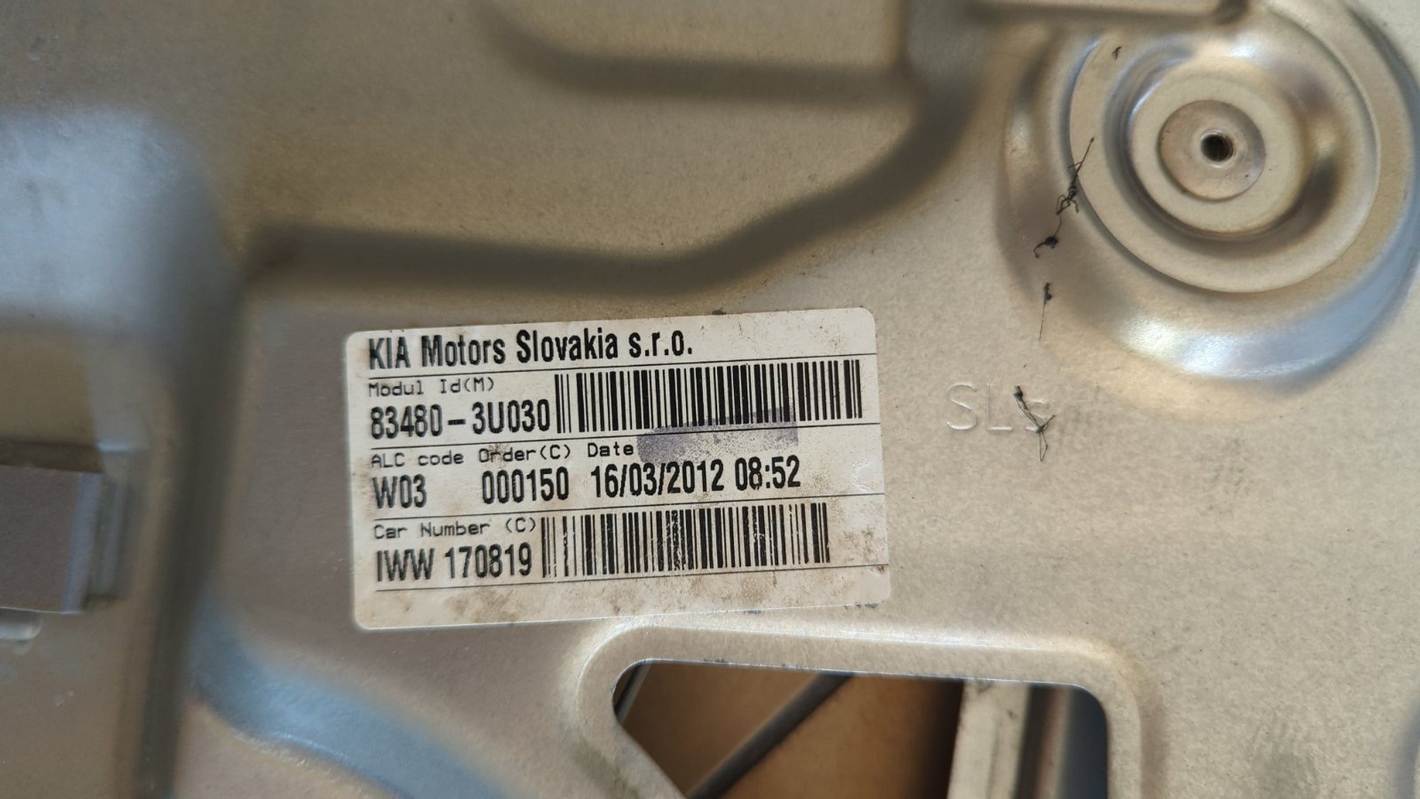 KIA Motors Slovakia s.r.o.
Modul Id(M)
83480-3U030
ALC code Order(C) Date
W03 000150 16/03/2012 08:52
Car Number (C)
IWW 170819